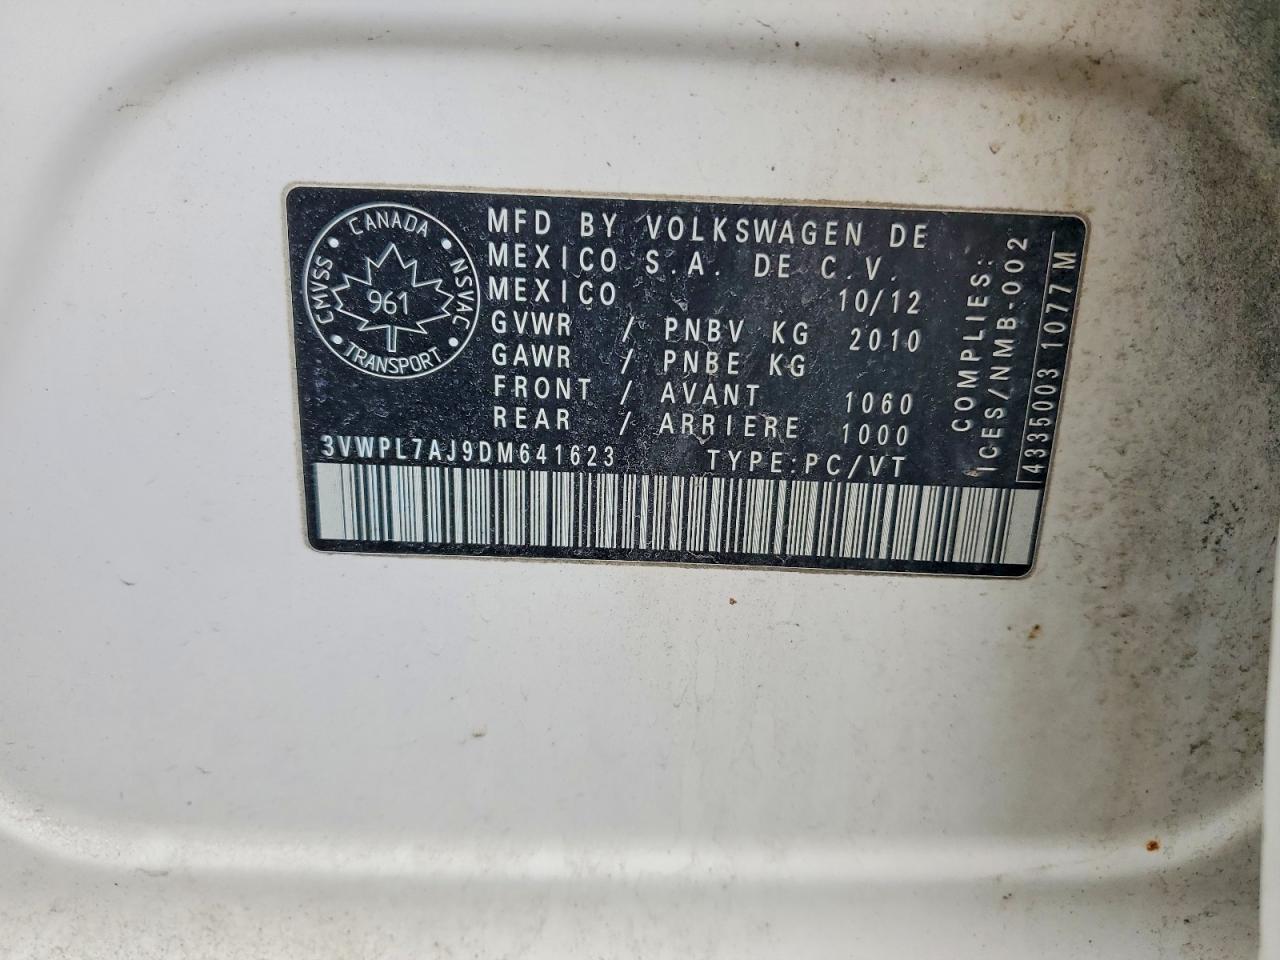 CANADA
CMVSS
NSVAC
961
TRANSPORT
MFD BY VOLKSWAGEN DE
MEXICO S.A. DE C.V.
MEXICO 10/12
GVWR / PNBV KG 2010
GAWR / PNBE KG
FRONT / AVANT 1060
REAR / ARRIERE 1000
3VWPL7AJ9DM641623 TYPE:PC/VT
COMPLIES:
ICES/NMB-002
4335003 1077M